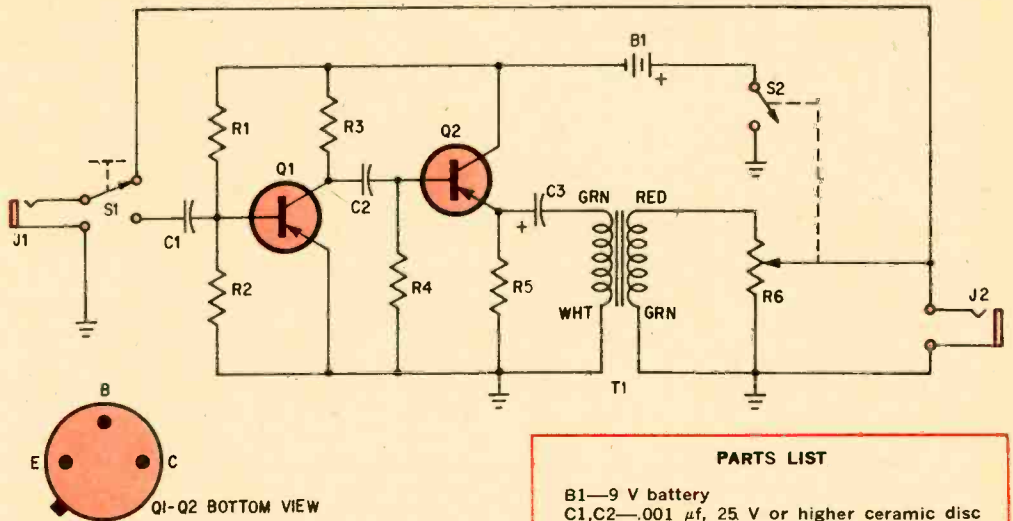 B1
+
S2
R1
R3
Q2
Q1
S1
C2
C3
GRN
RED
J1
C1
+
R2
R4
R5
R6
J2
WHT
GRN
T1
B
E
C
Q1-Q2 BOTTOM VIEW
PARTS LIST
B1—9 V battery
C1,C2—.001 μf, 25 V or higher ceramic disc